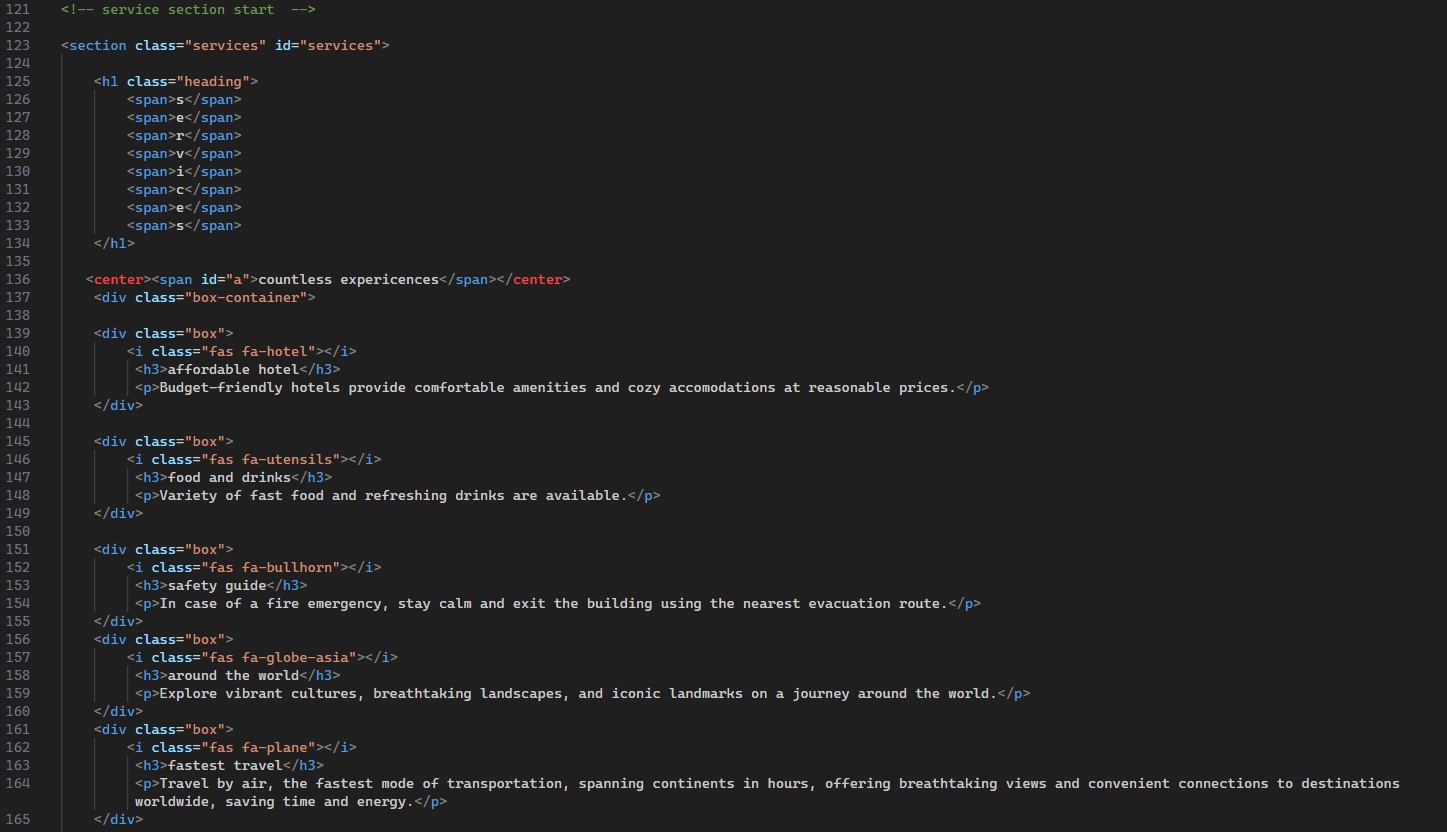 121 <!-- service section start  -->
122
123 <section class="services" id="services">
124
125     <h1 class="heading">
126         <span>s</span>
127         <span>e</span>
128         <span>r</span>
129         <span>v</span>
130         <span>i</span>
131         <span>c</span>
132         <span>e</span>
133         <span>s</span>
134     </h1>
135
136    <center><span id="a">countless expericences</span></center>
137     <div class="box-container">
138
139     <div class="box">
140         <i class="fas fa-hotel"></i>
141          <h3>affordable hotel</h3>
142          <p>Budget-friendly hotels provide comfortable amenities and cozy accomodations at reasonable prices.</p>
143     </div>
144
145     <div class="box">
146         <i class="fas fa-utensils"></i>
147          <h3>food and drinks</h3>
148          <p>Variety of fast food and refreshing drinks are available.</p>
149     </div>
150
151     <div class="box">
152         <i class="fas fa-bullhorn"></i>
153          <h3>safety guide</h3>
154          <p>In case of a fire emergency, stay calm and exit the building using the nearest evacuation route.</p>
155     </div>
156     <div class="box">
157         <i class="fas fa-globe-asia"></i>
158          <h3>around the world</h3>
159          <p>Explore vibrant cultures, breathtaking landscapes, and iconic landmarks on a journey around the world.</p>
160     </div>
161     <div class="box">
162         <i class="fas fa-plane"></i>
163          <h3>fastest travel</h3>
164          <p>Travel by air, the fastest mode of transportation, spanning continents in hours, offering breathtaking views and convenient connections to destinations
worldwide, saving time and energy.</p>
165     </div>